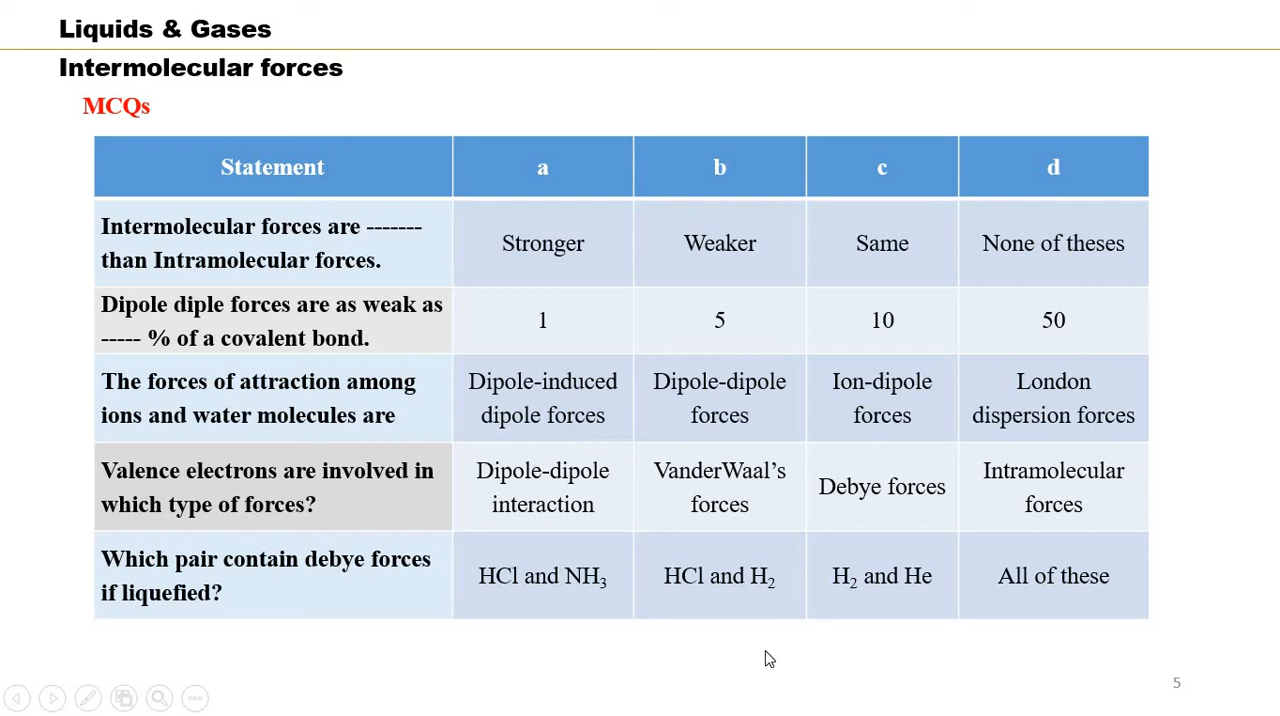 Liquids & Gases
Intermolecular forces
MCQs
Statement a b c d
Intermolecular forces are -------
than Intramolecular forces.
Stronger Weaker Same None of theses
Dipole diple forces are as weak as
----- % of a covalent bond.
1 5 10 50
The forces of attraction among
ions and water molecules are
Dipole-induced
dipole forces
Dipole-dipole
forces
Ion-dipole
forces
London
dispersion forces
Valence electrons are involved in
which type of forces?
Dipole-dipole
interaction
VanderWaal’s
forces
Debye forces
Intramolecular
forces
Which pair contain debye forces
if liquefied?
HCl and NH₃ HCl and H₂ H₂ and He All of these
5